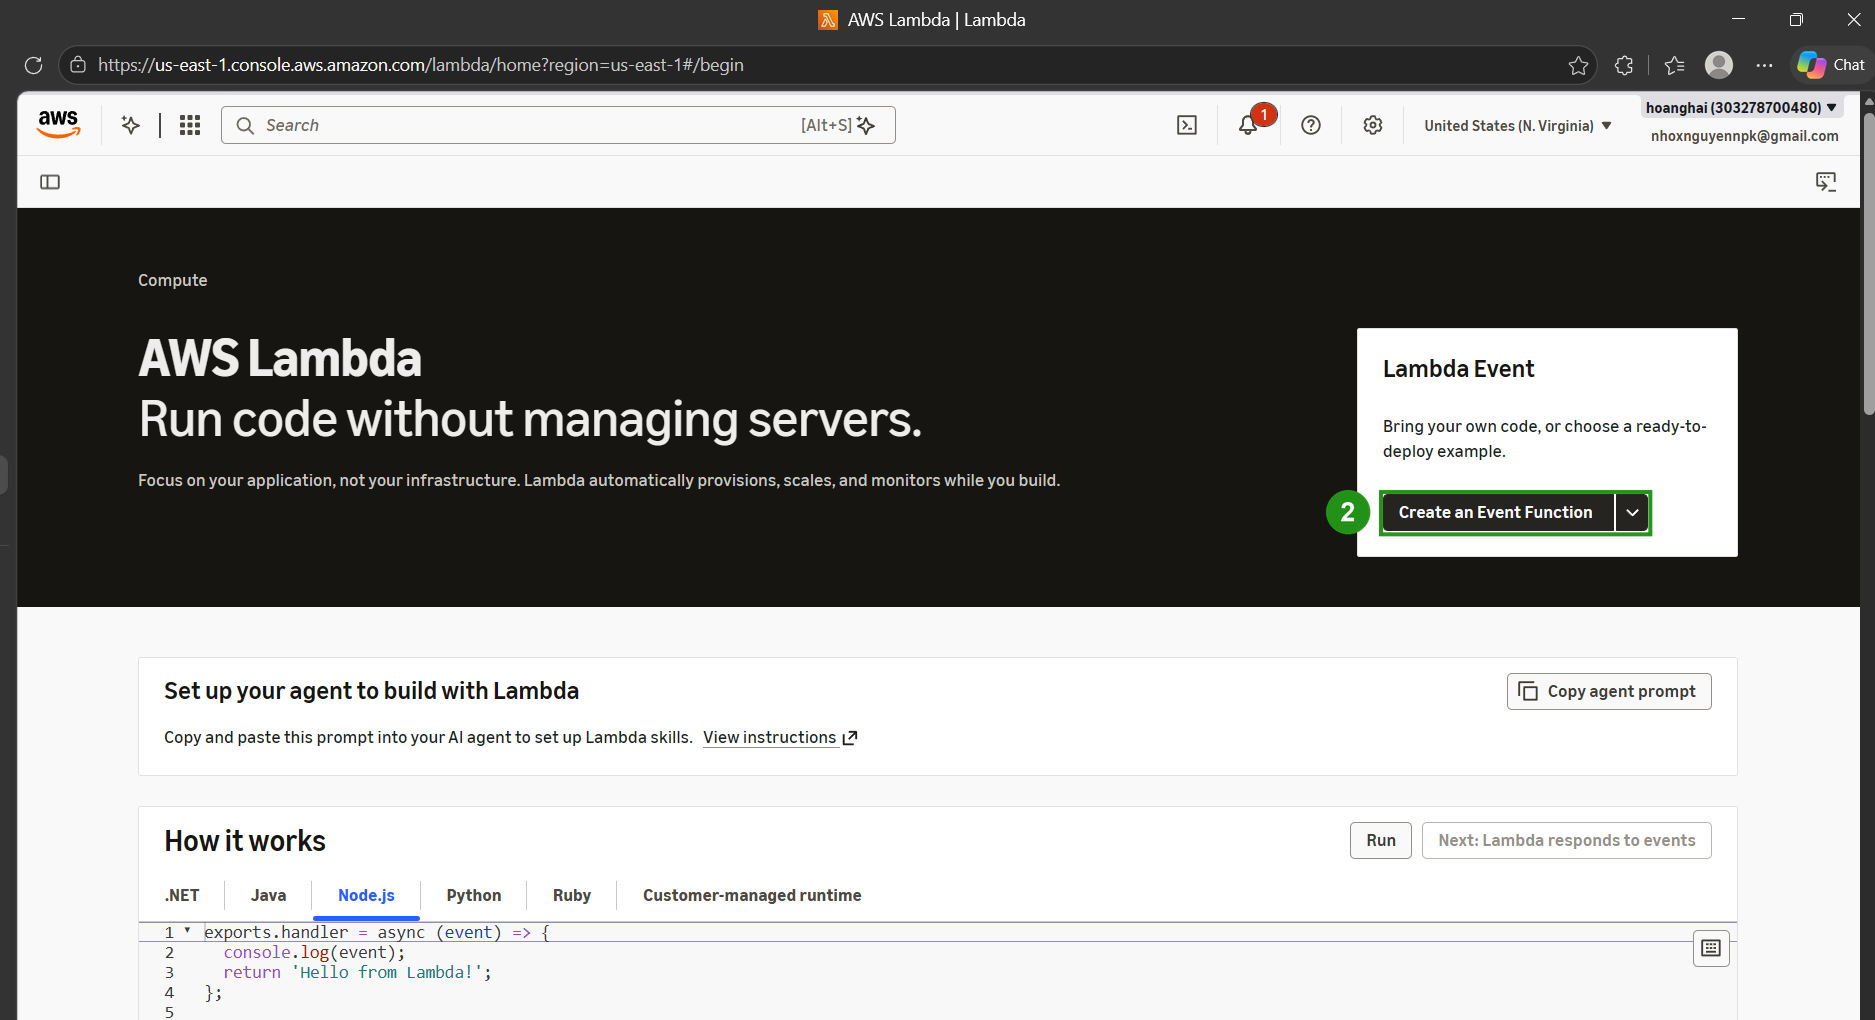 AWS Lambda | Lambda
https://us-east-1.console.aws.amazon.com/lambda/home?region=us-east-1#/begin
Chat
aws
Search
[Alt+S]
1
United States (N. Virginia)
hoanghai (303278700480)
nhoxnguyennpk@gmail.com
Compute
AWS Lambda
Run code without managing servers.
Focus on your application, not your infrastructure. Lambda automatically provisions, scales, and monitors while you build.
Lambda Event
Bring your own code, or choose a ready-to-
deploy example.
2
Create an Event Function
Set up your agent to build with Lambda
Copy agent prompt
Copy and paste this prompt into your AI agent to set up Lambda skills. View instructions
How it works
Run
Next: Lambda responds to events
.NET
Java
Node.js
Python
Ruby
Customer-managed runtime
1 exports.handler = async (event) => {
2 console.log(event);
3 return 'Hello from Lambda!';
4 };
5